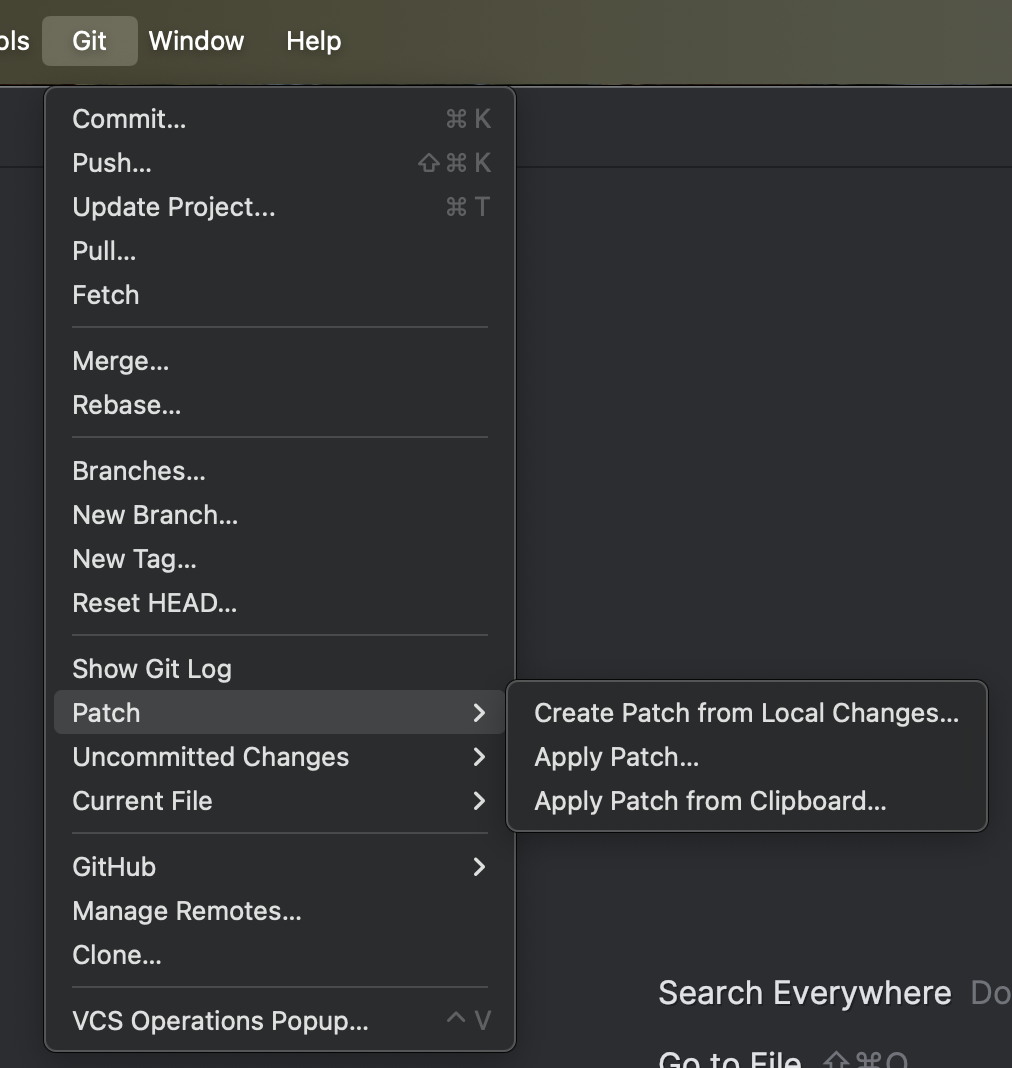 ols Git Window Help
Commit... ⌘ K
Push... ⇧ ⌘ K
Update Project... ⌘ T
Pull...
Fetch
Merge...
Rebase...
Branches...
New Branch...
New Tag...
Reset HEAD...
Show Git Log
Patch
Create Patch from Local Changes...
Apply Patch...
Apply Patch from Clipboard...
Uncommitted Changes
Current File
GitHub
Manage Remotes...
Clone...
VCS Operations Popup... ^ V
Search Everywhere Do
Go to File ⇧⌘O